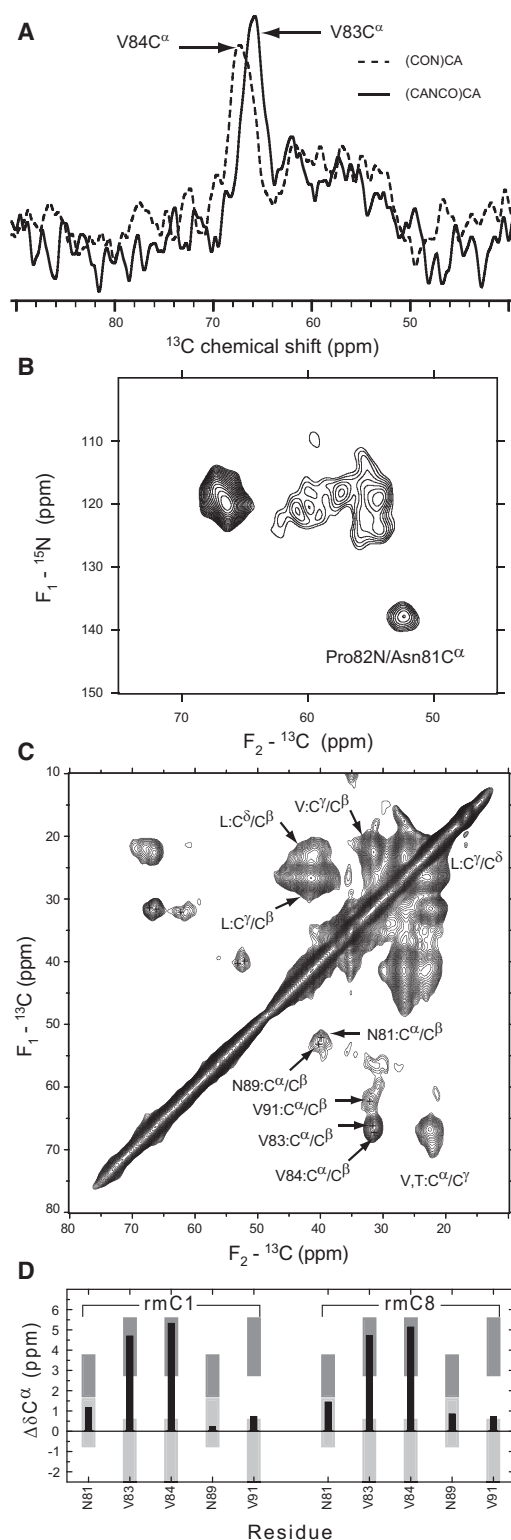 A
V84Cα
V83Cα
(CON)CA
(CANCO)CA
80 70 60 50
13C chemical shift (ppm)
B
110
120
130
140
150
F1 - 15N (ppm)
Pro82N/Asn81Cα
70 60 50
F2 - 13C (ppm)
C
10
20
30
40
50
60
70
80
F1 - 13C (ppm)
L:Cδ/Cβ
V:Cγ/Cβ
L:Cγ/Cδ
L:Cγ/Cβ
N81:Cα/Cβ
N89:Cα/Cβ
V91:Cα/Cβ
V83:Cα/Cβ
V84:Cα/Cβ
V,T:Cα/Cγ
80 70 60 50 40 30 20
F2 - 13C (ppm)
D
rmC1 rmC8
6
5
4
3
2
1
0
-1
-2
ΔδCα (ppm)
N81 V83 V84 N89 V91 N81 V83 V84 N89 V91
Residue